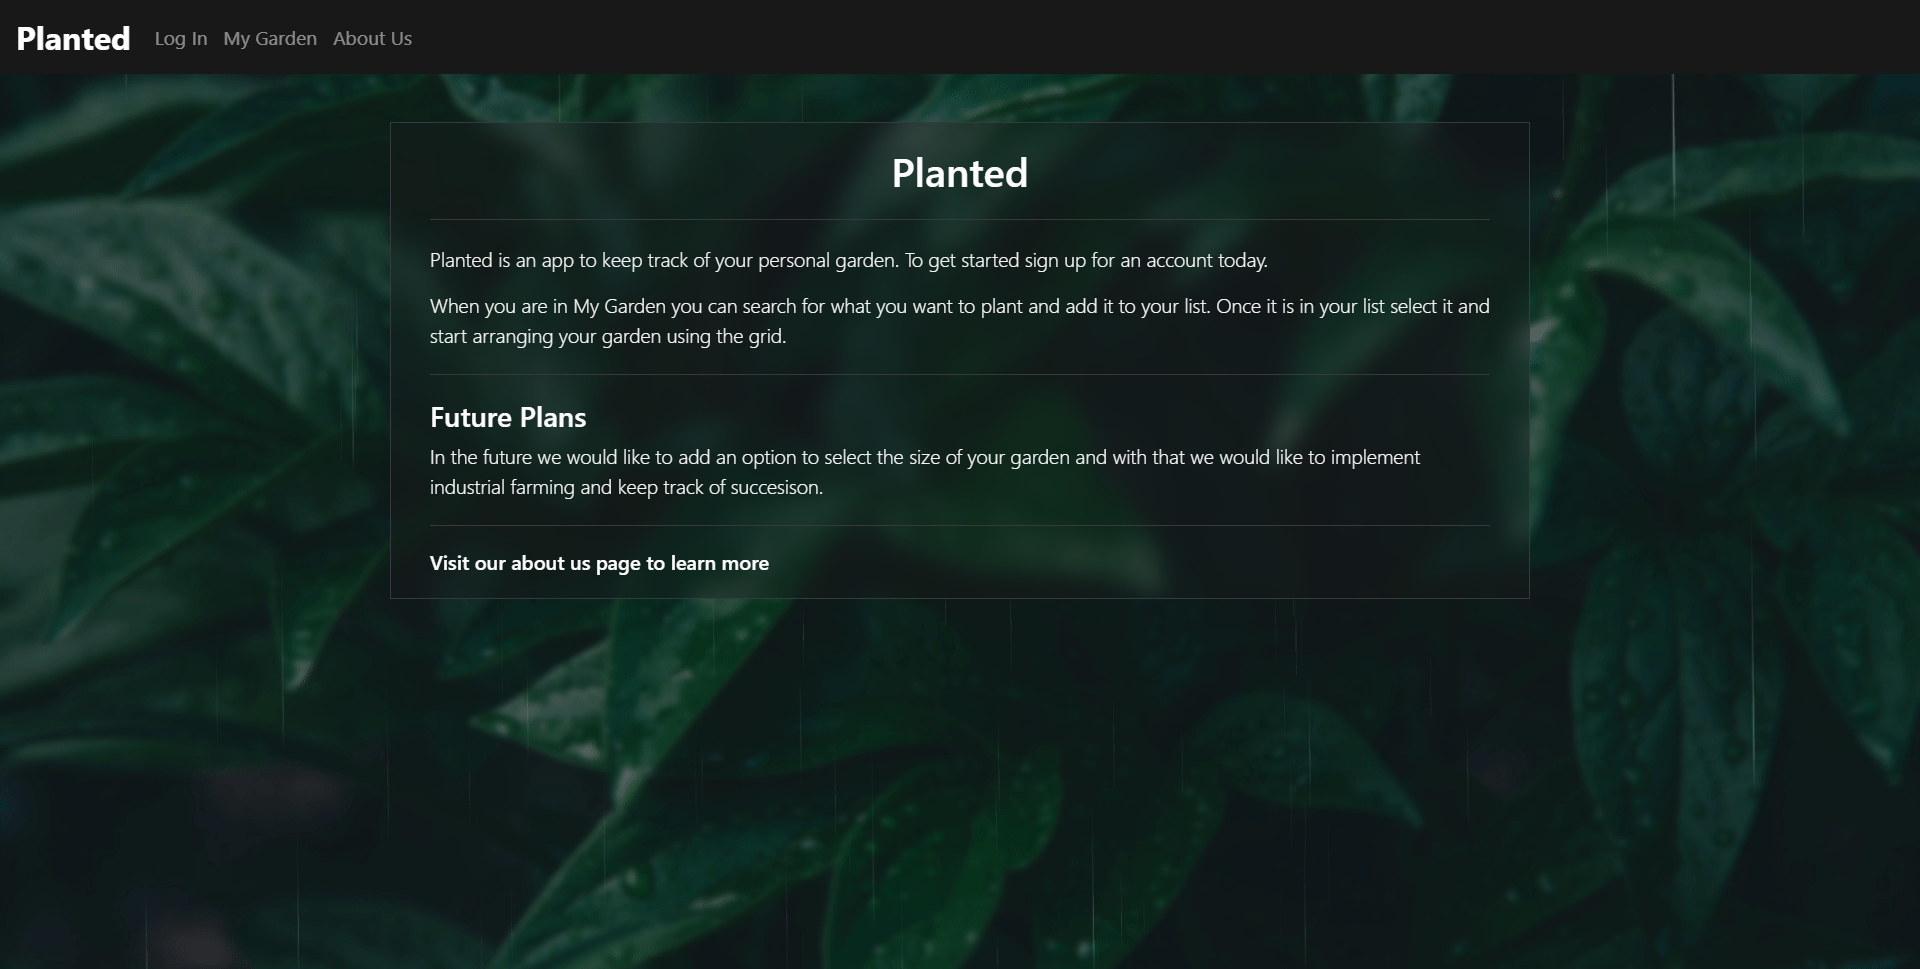 Planted Log In My Garden About Us
Planted
Planted is an app to keep track of your personal garden. To get started sign up for an account today.
When you are in My Garden you can search for what you want to plant and add it to your list. Once it is in your list select it and
start arranging your garden using the grid.
Future Plans
In the future we would like to add an option to select the size of your garden and with that we would like to implement
industrial farming and keep track of succesison.
Visit our about us page to learn more